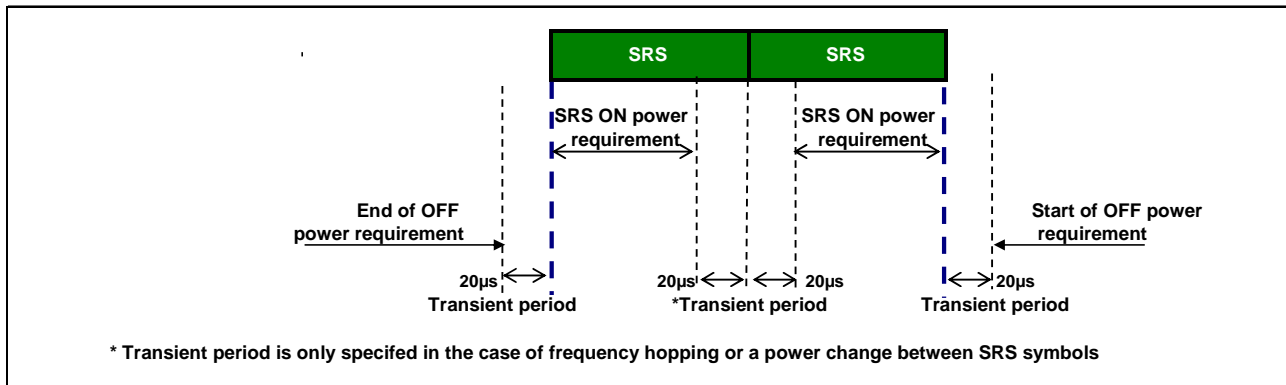 SRS SRS
SRS ON power
requirement
SRS ON power
requirement
End of OFF
power requirement
Start of OFF power
requirement
20µs
Transient period
20µs 20µs
*Transient period
20µs
Transient period
* Transient period is only specifed in the case of frequency hopping or a power change between SRS symbols